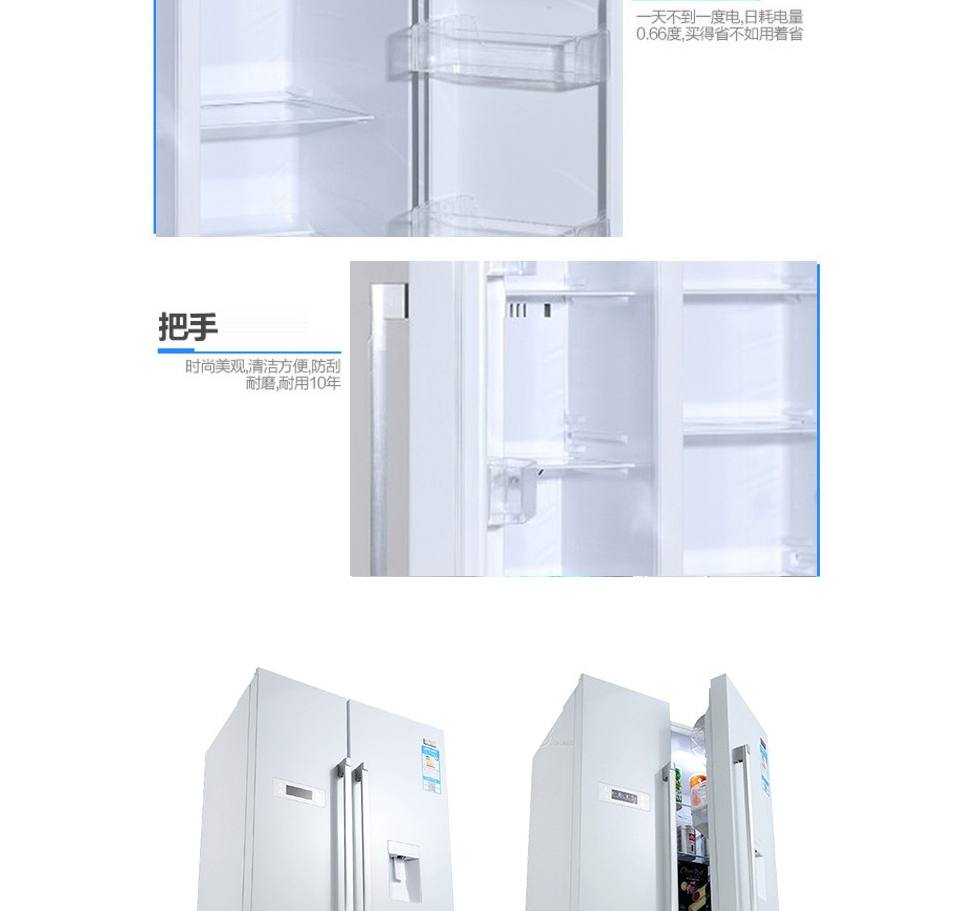 一天不到一度电,日耗电量
0.66度,买得省不如用着省
把手
时尚美观,清洁方便,防刮
耐磨,耐用10年